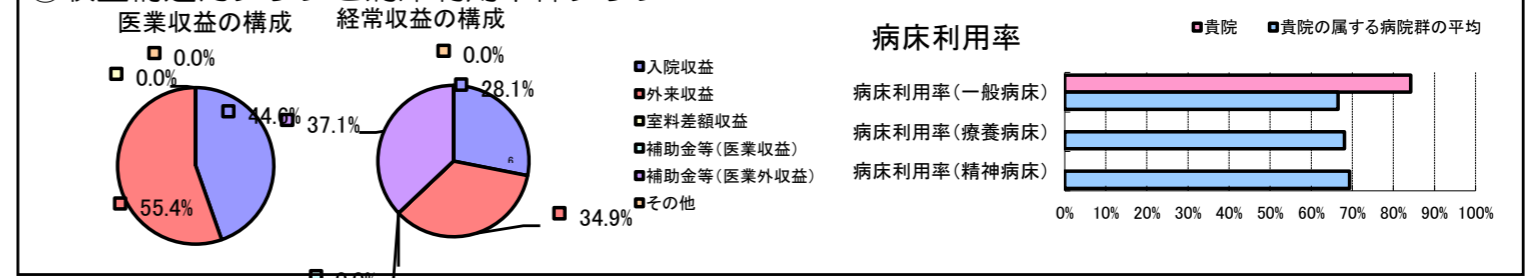 医業収益の構成
経常収益の構成
0.0%
0.0%
44.6%
55.4%
0.0%
28.1%
37.1%
34.9%
入院収益
外来収益
室料差額収益
補助金等(医業収益)
補助金等(医業外収益)
その他
病床利用率
貴院
貴院の属する病院群の平均
病床利用率(一般病床)
病床利用率(療養病床)
病床利用率(精神病床)
0% 10% 20% 30% 40% 50% 60% 70% 80% 90% 100%